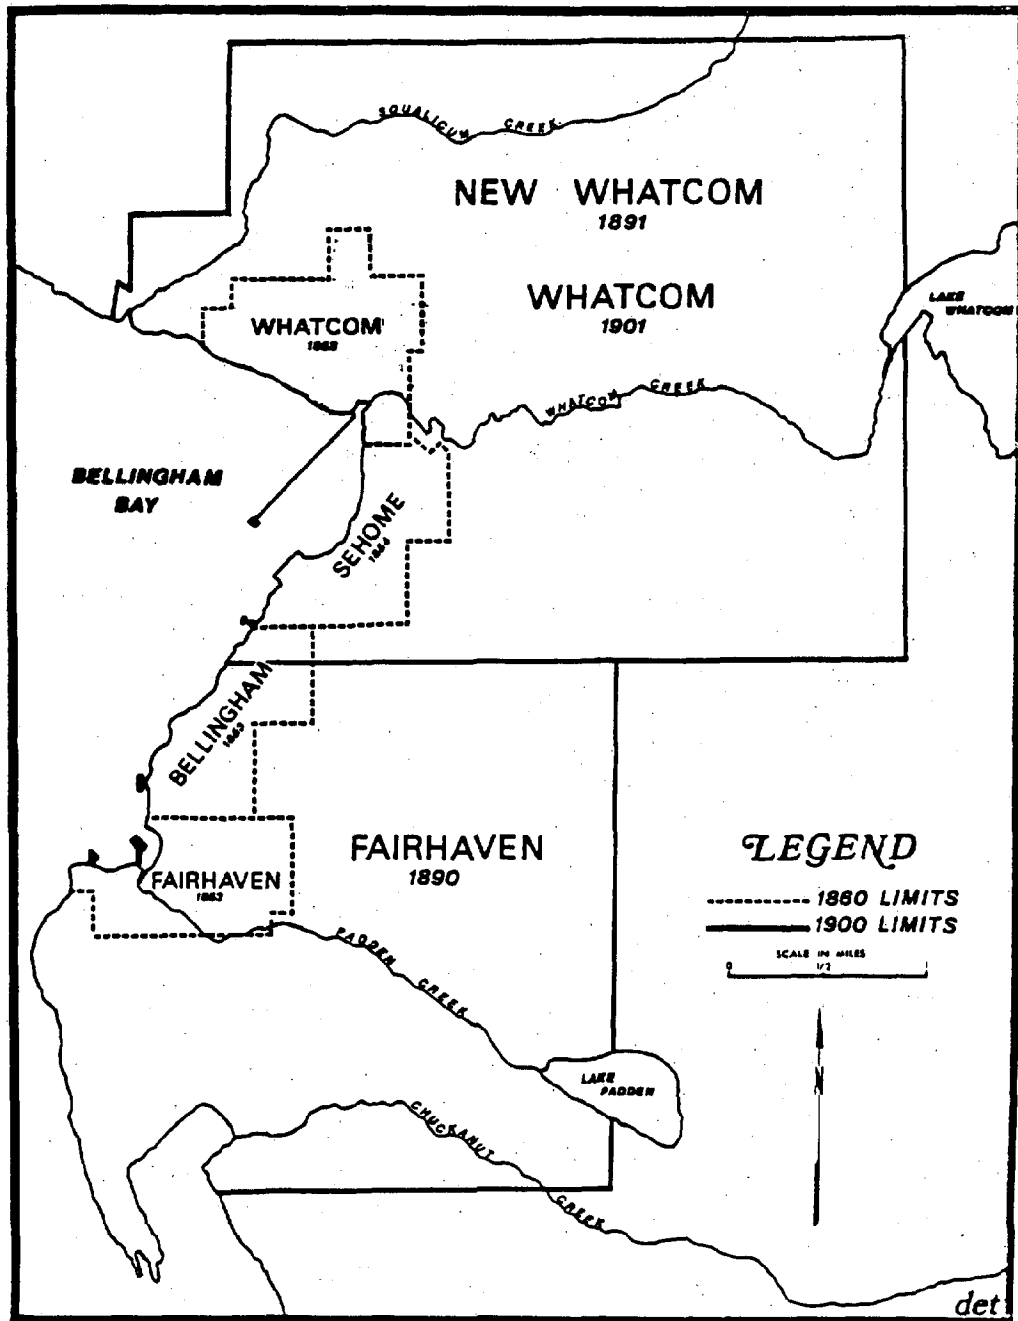 SQUALICUM CREEK
NEW WHATCOM
1891
WHATCOM
1901
LAKE
WHATCOM
WHATCOM
WHATCOM CREEK
BELLINGHAM
BAY
SEHOME
BELLINGHAM
FAIRHAVEN
1890
FAIRHAVEN
PADDEN CREEK
LAKE
PADDEN
CHUCKANUT CREEK
LEGEND
1860 LIMITS
1900 LIMITS
SCALE IN MILES
0 1/2 1
N
det